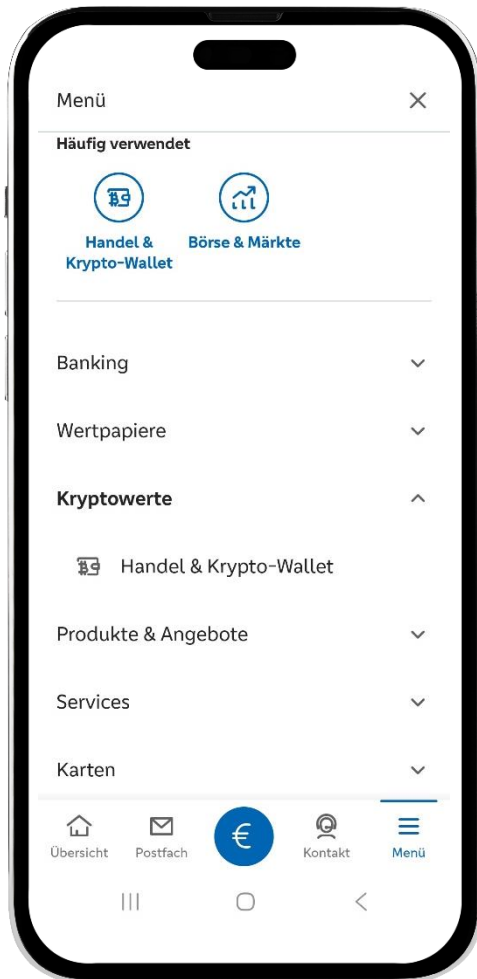 Menü
Häufig verwendet
Handel &
Krypto-Wallet
Börse & Märkte
Banking
Wertpapiere
Kryptowerte
Handel & Krypto-Wallet
Produkte & Angebote
Services
Karten
Übersicht
Postfach
€
Kontakt
Menü